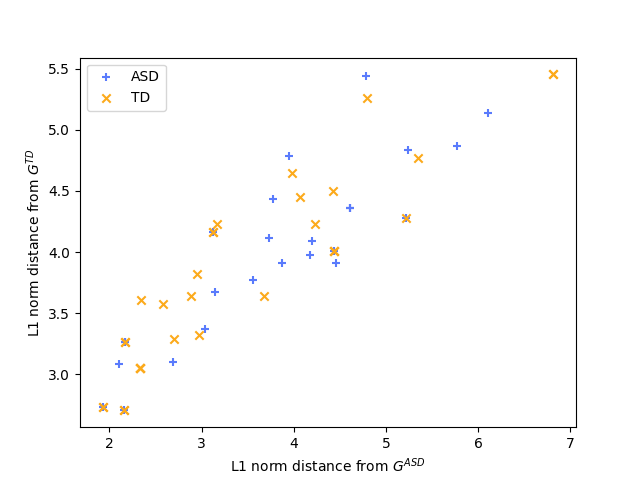 ASD
TD
5.5
5.0
4.5
4.0
3.5
3.0
L1 norm distance from G^{TD}
2 3 4 5 6 7
L1 norm distance from G^{ASD}